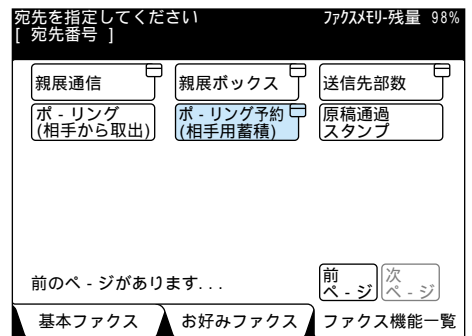 宛先を指定してください ﾌｧｸｽﾒﾓﾘｰ残量 98%
[ 宛先番号 ]
親展通信 親展ボックス 送信先部数
ポ-リング ポ-リング予約 原稿通過
(相手から取出) (相手用蓄積) スタンプ
前のペ-ジがあります... 前 次
ペ-ジ ペ-ジ
基本ファクス お好みファクス ファクス機能一覧